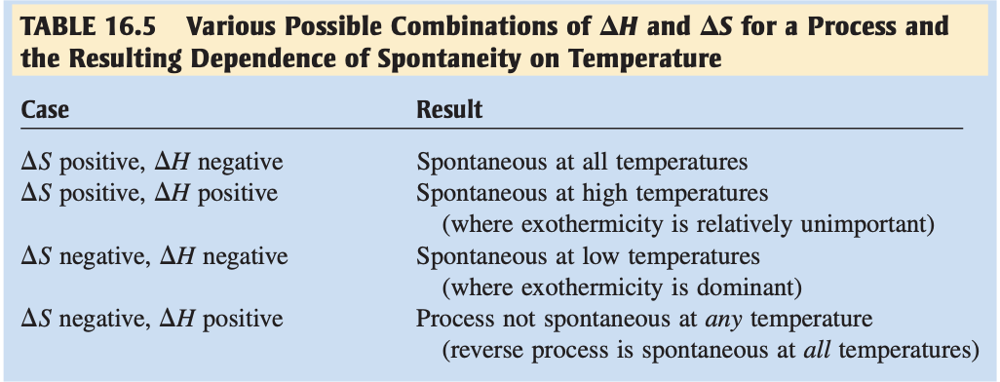 TABLE 16.5 Various Possible Combinations of ΔH and ΔS for a Process and
the Resulting Dependence of Spontaneity on Temperature
Case Result
ΔS positive, ΔH negative Spontaneous at all temperatures
ΔS positive, ΔH positive Spontaneous at high temperatures
(where exothermicity is relatively unimportant)
ΔS negative, ΔH negative Spontaneous at low temperatures
(where exothermicity is dominant)
ΔS negative, ΔH positive Process not spontaneous at any temperature
(reverse process is spontaneous at all temperatures)